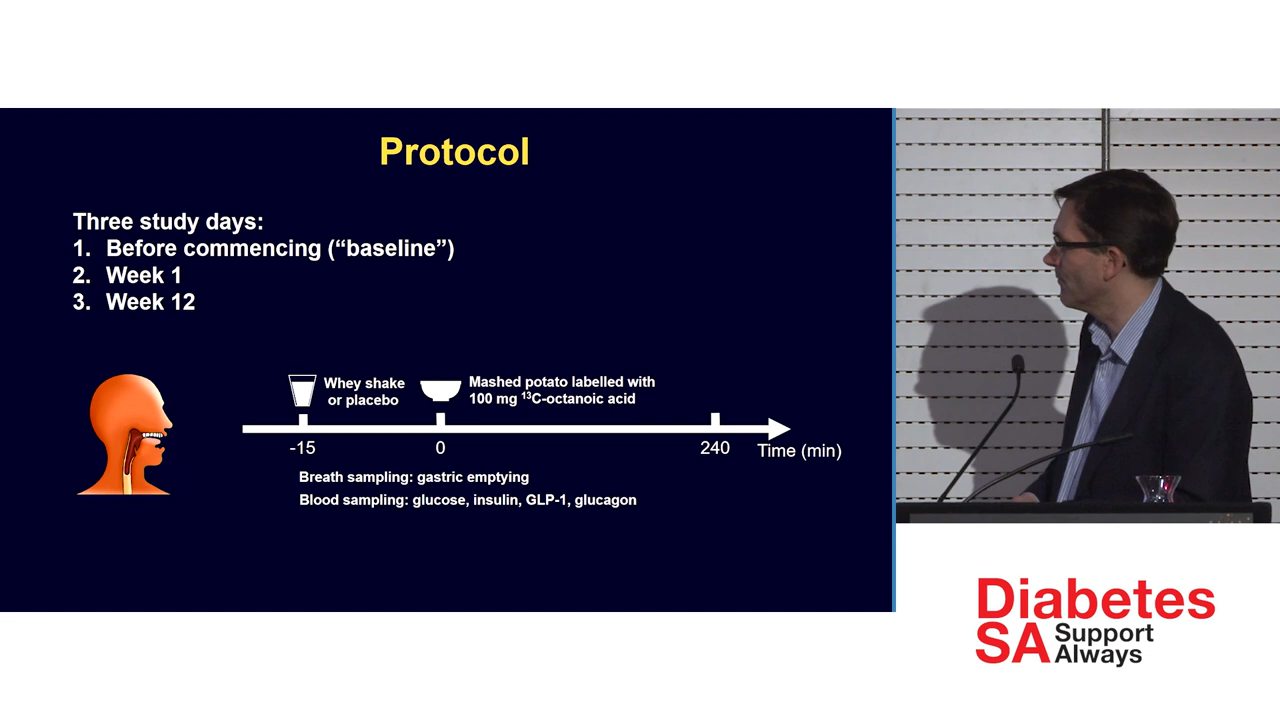 Protocol
Three study days:
1. Before commencing (“baseline”)
2. Week 1
3. Week 12
Whey shake
or placebo
Mashed potato labelled with
100 mg ¹³C-octanoic acid
-15
0
240
Time (min)
Breath sampling: gastric emptying
Blood sampling: glucose, insulin, GLP-1, glucagon
Diabetes
SA Support
Always